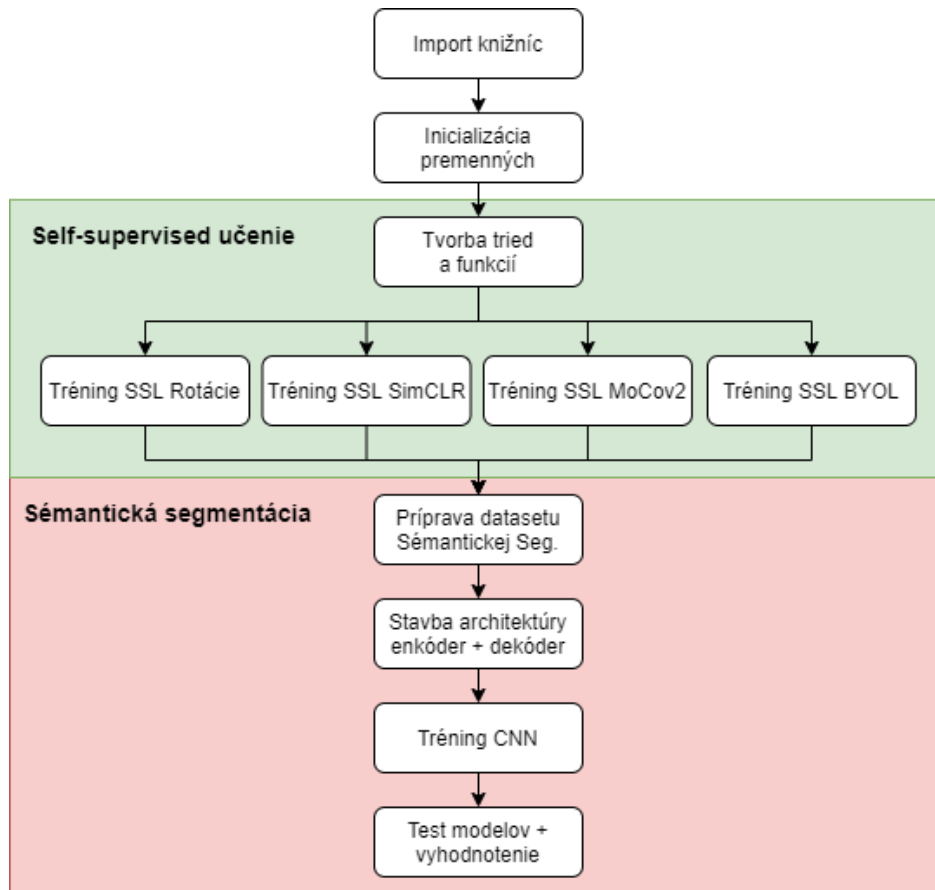 Import knižníc
Inicializácia
premenných
Self-supervised učenie
Tvorba tried
a funkcií
Tréning SSL Rotácie
Tréning SSL SimCLR
Tréning SSL MoCov2
Tréning SSL BYOL
Sémantická segmentácia
Príprava datasetu
Sémantickej Seg.
Stavba architektúry
enkóder + dekóder
Tréning CNN
Test modelov +
vyhodnotenie